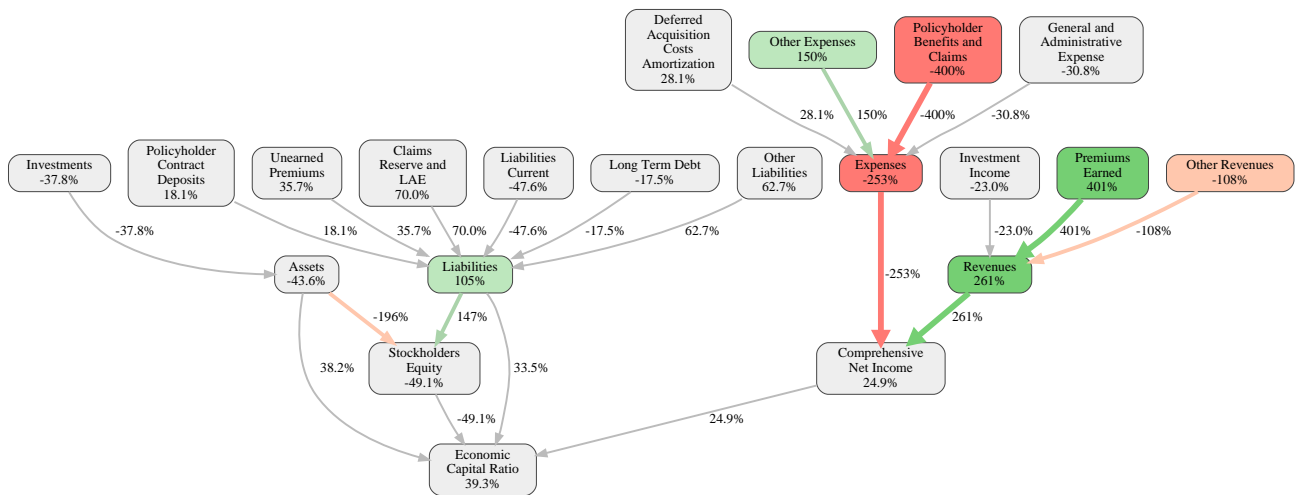 Deferred
Acquisition
Costs
Amortization
28.1%
Other Expenses
150%
Policyholder
Benefits and
Claims
-400%
General and
Administrative
Expense
-30.8%
28.1%
150%
-400%
-30.8%
Investments
-37.8%
Policyholder
Contract
Deposits
18.1%
Unearned
Premiums
35.7%
Claims
Reserve and
LAE
70.0%
Liabilities
Current
-47.6%
Long Term Debt
-17.5%
Other
Liabilities
62.7%
Expenses
-253%
Investment
Income
-23.0%
Premiums
Earned
401%
Other Revenues
-108%
-37.8%
18.1%
35.7%
70.0%
-47.6%
-17.5%
62.7%
-23.0%
401%
-108%
Assets
-43.6%
Liabilities
105%
-253%
Revenues
261%
-196%
147%
261%
38.2%
Stockholders
Equity
-49.1%
33.5%
Comprehensive
Net Income
24.9%
-49.1%
24.9%
Economic
Capital Ratio
39.3%